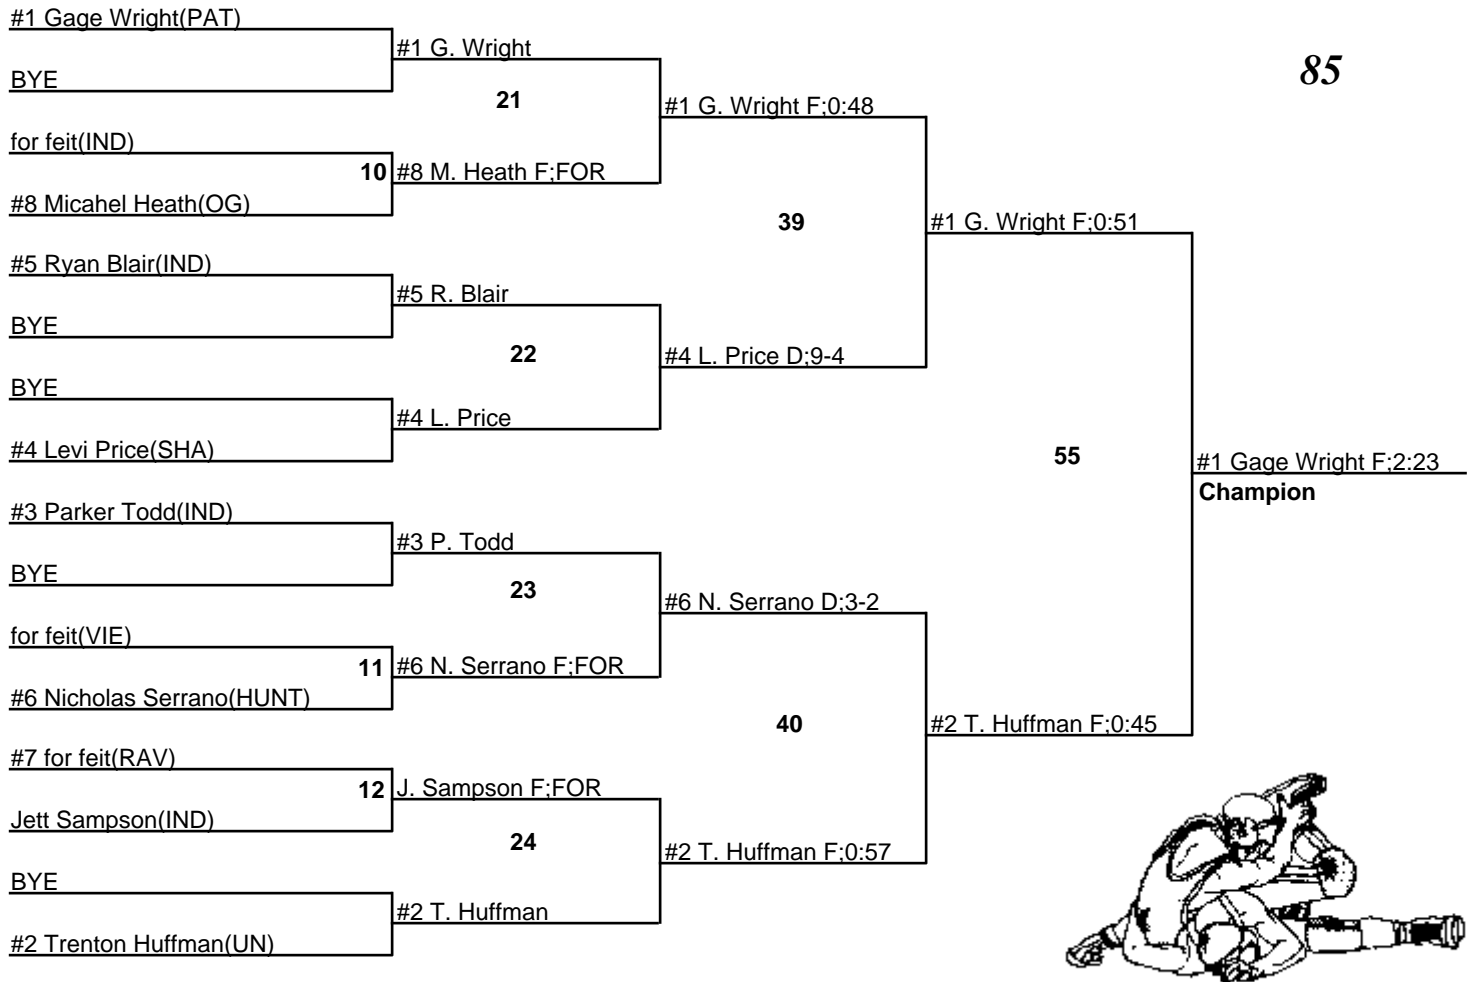 #1 Gage Wright(PAT)
#1 G. Wright
85
BYE
21
#1 G. Wright F;0:48
for feit(IND)
10 #8 M. Heath F;FOR
#8 Micahel Heath(OG)
39
#1 G. Wright F;0:51
#5 Ryan Blair(IND)
#5 R. Blair
BYE
22
#4 L. Price D;9-4
BYE
#4 L. Price
#4 Levi Price(SHA)
55
#1 Gage Wright F;2:23
Champion
#3 Parker Todd(IND)
#3 P. Todd
BYE
23
#6 N. Serrano D;3-2
for feit(VIE)
11 #6 N. Serrano F;FOR
#6 Nicholas Serrano(HUNT)
40
#2 T. Huffman F;0:45
#7 for feit(RAV)
12 J. Sampson F;FOR
Jett Sampson(IND)
24
#2 T. Huffman F;0:57
BYE
#2 T. Huffman
#2 Trenton Huffman(UN)